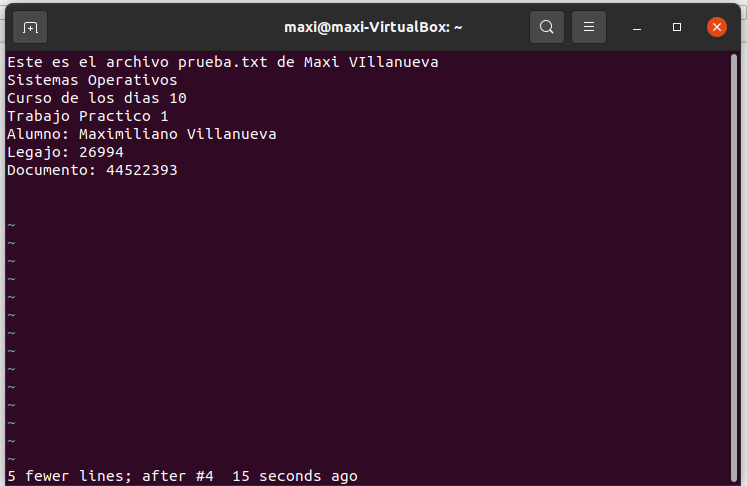 maxi@maxi-VirtualBox: ~
Este es el archivo prueba.txt de Maxi VIllanueva
Sistemas Operativos
Curso de los dias 10
Trabajo Practico 1
Alumno: Maximiliano Villanueva
Legajo: 26994
Documento: 44522393
~
~
~
~
~
~
~
~
~
~
~
~
~
~
5 fewer lines; after #4  15 seconds ago